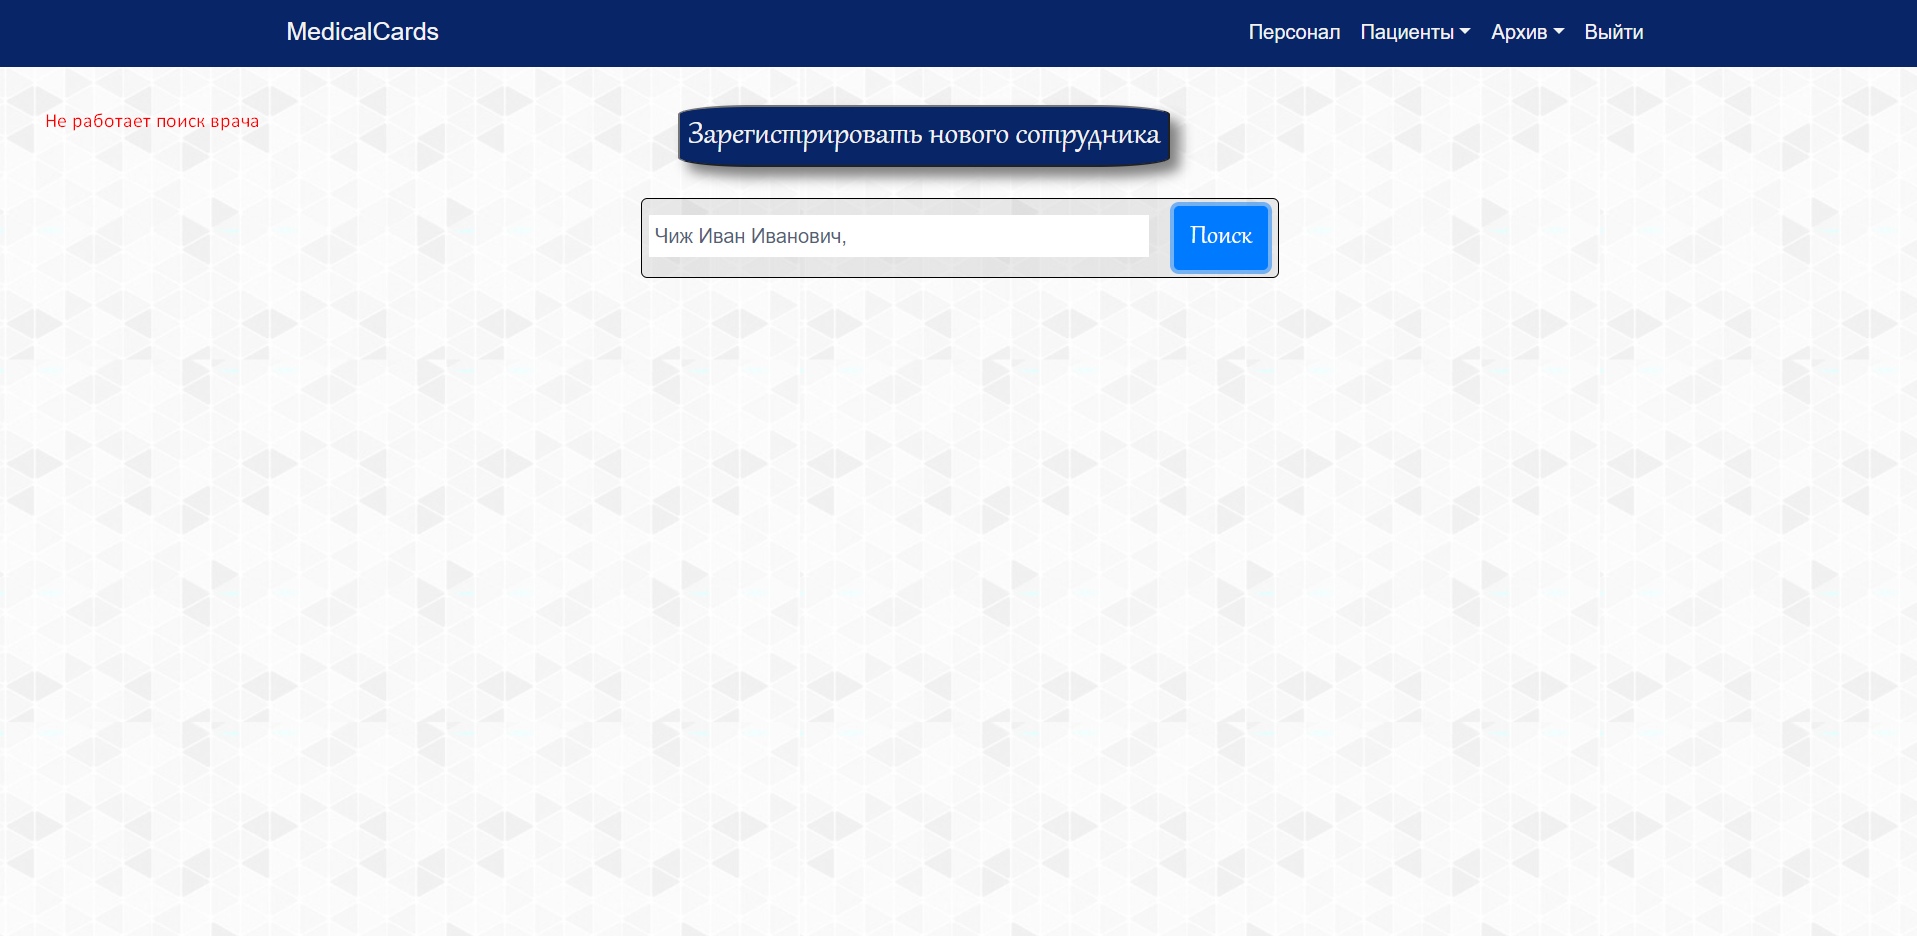 MedicalCards
Персонал Пациенты Архив Выйти
Не работает поиск врача
Зарегистрировать нового сотрудника
Чиж Иван Иванович,
Поиск